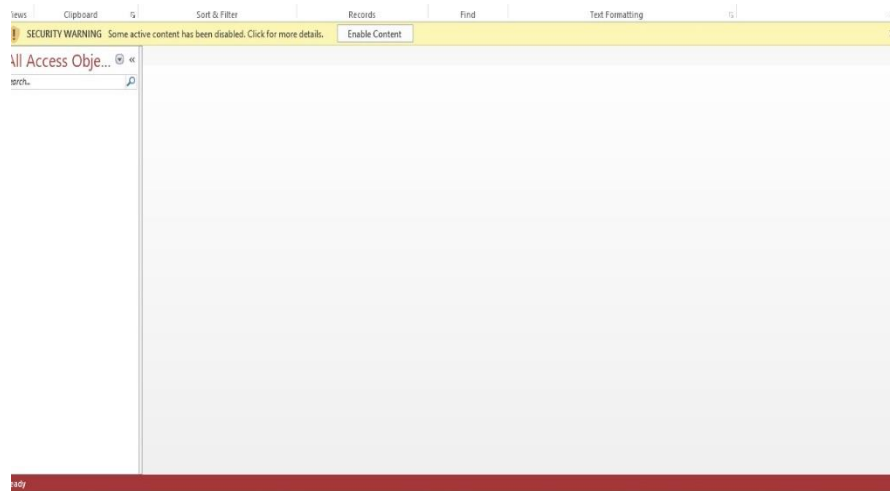 iews Clipboard Sort & Filter Records Find Text Formatting
SECURITY WARNING Some active content has been disabled. Click for more details. Enable Content
All Access Obje... «
earch..
eady